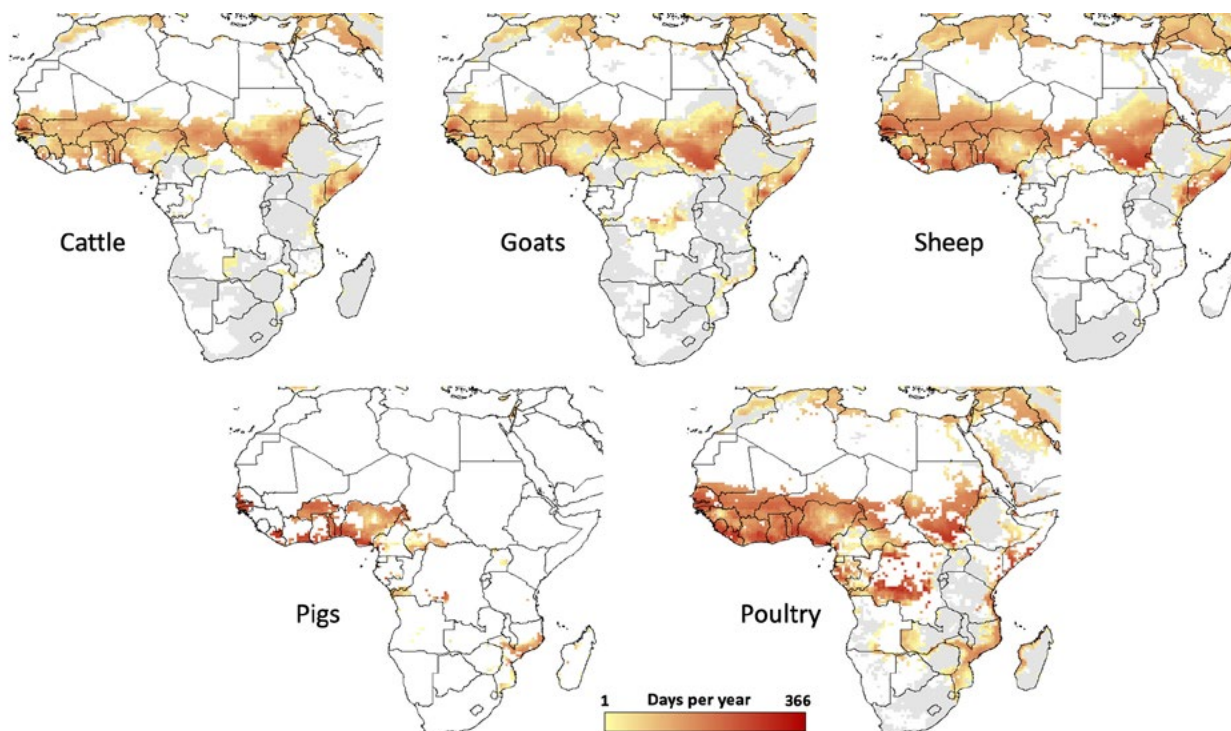 Cattle
Goats
Sheep
Pigs
Poultry
1 Days per year 366